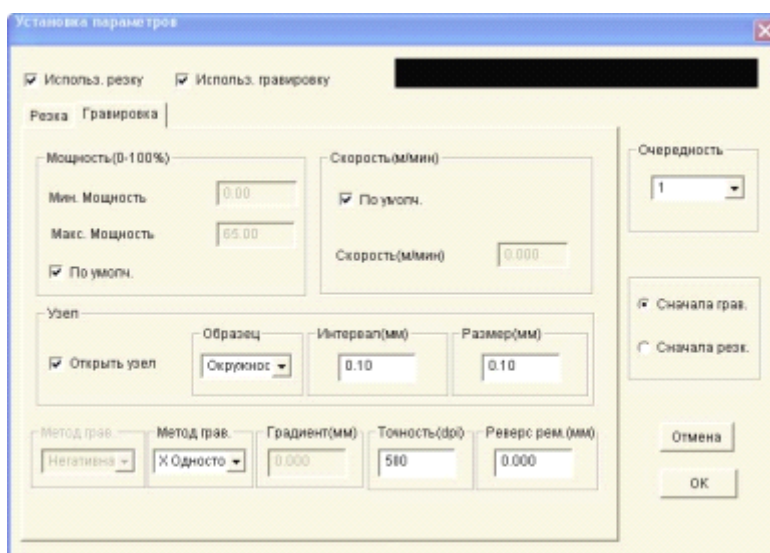 Установка параметров
Использ. резку Использ. гравировку
Резка Гравировка
Мощность(0-100%) Скорость(м/мин) Очередность
Мин. Мощность 0.00 По умолч. 1
Макс. Мощность 65.00 Скорость(м/мин) 0.000
По умолч.
Узел Сначала грав.
Образец Интервал(мм) Размер(мм)
Открыть узел Окружнос 0.10 0.10 Сначала резк.
Метод грав. Метод грав. Градиент(мм) Точность(dpi) Реверс рем.(мм) Отмена
Негативна X Односто 0.000 500 0.000
OK